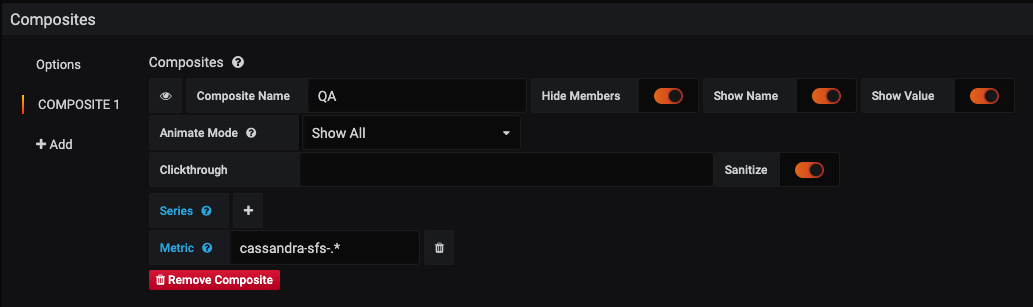 Composites
Options
COMPOSITE 1
Add
Composites
Composite Name QA Hide Members Show Name Show Value
Animate Mode Show All
Clickthrough Sanitize
Series
Metric cassandra-sfs-.*
Remove Composite